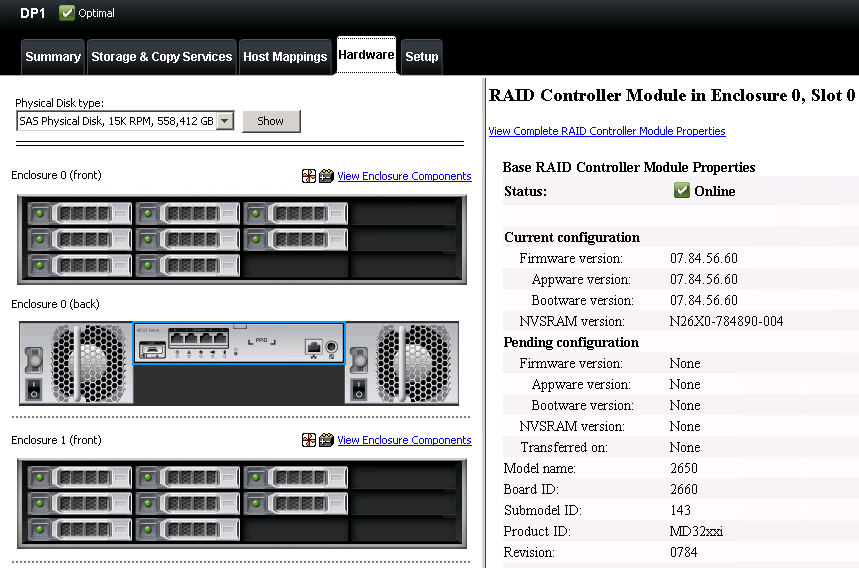 DP1 Optimal
Summary Storage & Copy Services Host Mappings Hardware Setup
Physical Disk type:
SAS Physical Disk, 15K RPM, 558,412 GB Show
Enclosure 0 (front) View Enclosure Components
Enclosure 0 (back)
PPID
Enclosure 1 (front) View Enclosure Components
RAID Controller Module in Enclosure 0, Slot 0
View Complete RAID Controller Module Properties
Base RAID Controller Module Properties
Status: Online
Current configuration
Firmware version: 07.84.56.60
Appware version: 07.84.56.60
Bootware version: 07.84.56.60
NVSRAM version: N26X0-784890-004
Pending configuration
Firmware version: None
Appware version: None
Bootware version: None
NVSRAM version: None
Transferred on: None
Model name: 2650
Board ID: 2660
Submodel ID: 143
Product ID: MD32xxi
Revision: 0784